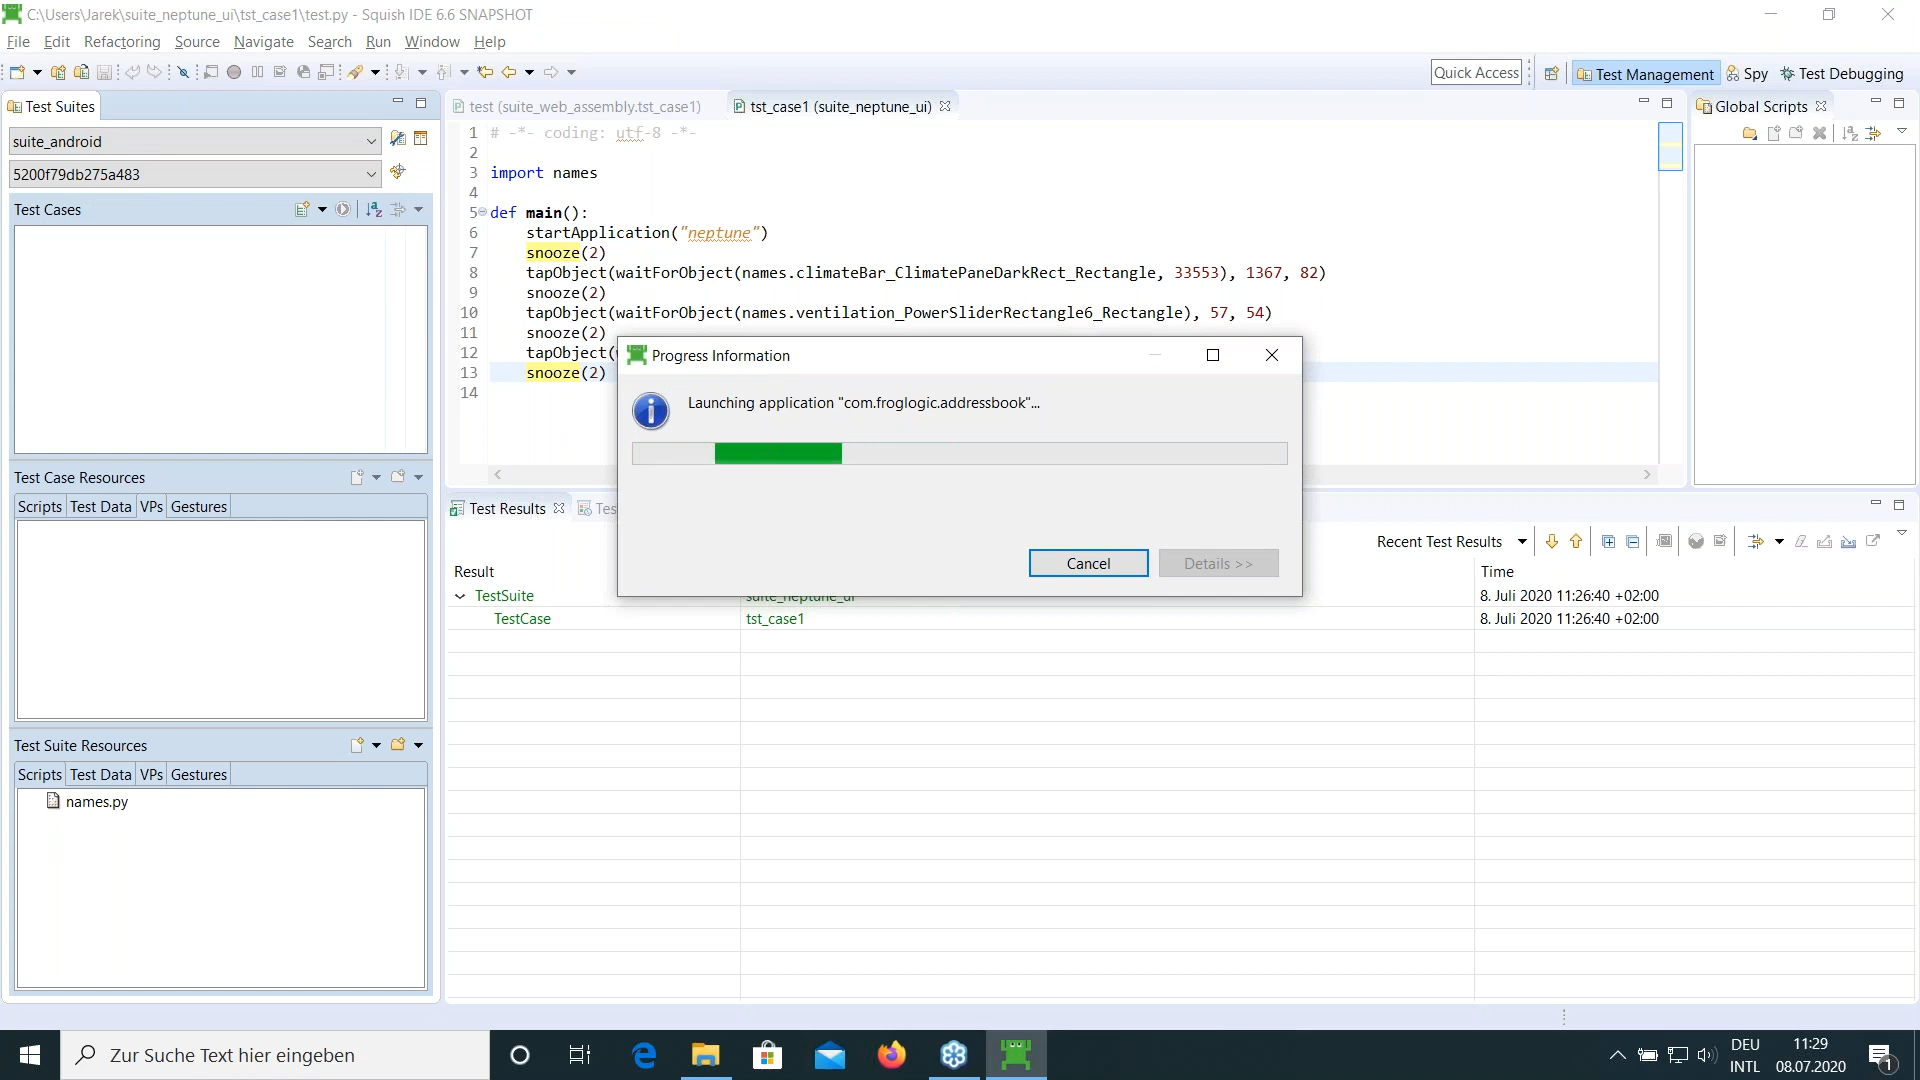 C:\Users\Jarek\suite_neptune_ui\tst_case1\test.py - Squish IDE 6.6 SNAPSHOT
File Edit Refactoring Source Navigate Search Run Window Help
Quick Access
Test Management
Spy
Test Debugging
Test Suites
suite_android
5200f79db275a483
Test Cases
Test Case Resources
Scripts Test Data VPs Gestures
Test Suite Resources
Scripts Test Data VPs Gestures
names.py
test (suite_web_assembly.tst_case1)
tst_case1 (suite_neptune_ui)
1 # -*- coding: utf-8 -*-
2
3 import names
4
5 def main():
6 startApplication("neptune")
7 snooze(2)
8 tapObject(waitForObject(names.climateBar_ClimatePaneDarkRect_Rectangle, 33553), 1367, 82)
9 snooze(2)
10 tapObject(waitForObject(names.ventilation_PowerSliderRectangle6_Rectangle), 57, 54)
11 snooze(2)
12 tapObject(
13 snooze(2)
14
Global Scripts
Progress Information
Launching application "com.froglogic.addressbook"...
Cancel
Details >>
Test Results
Tes
Recent Test Results
Result
Time
TestSuite suite_neptune_ui 8. Juli 2020 11:26:40 +02:00
TestCase tst_case1 8. Juli 2020 11:26:40 +02:00
Zur Suche Text hier eingeben
DEU
INTL
11:29
08.07.2020
1